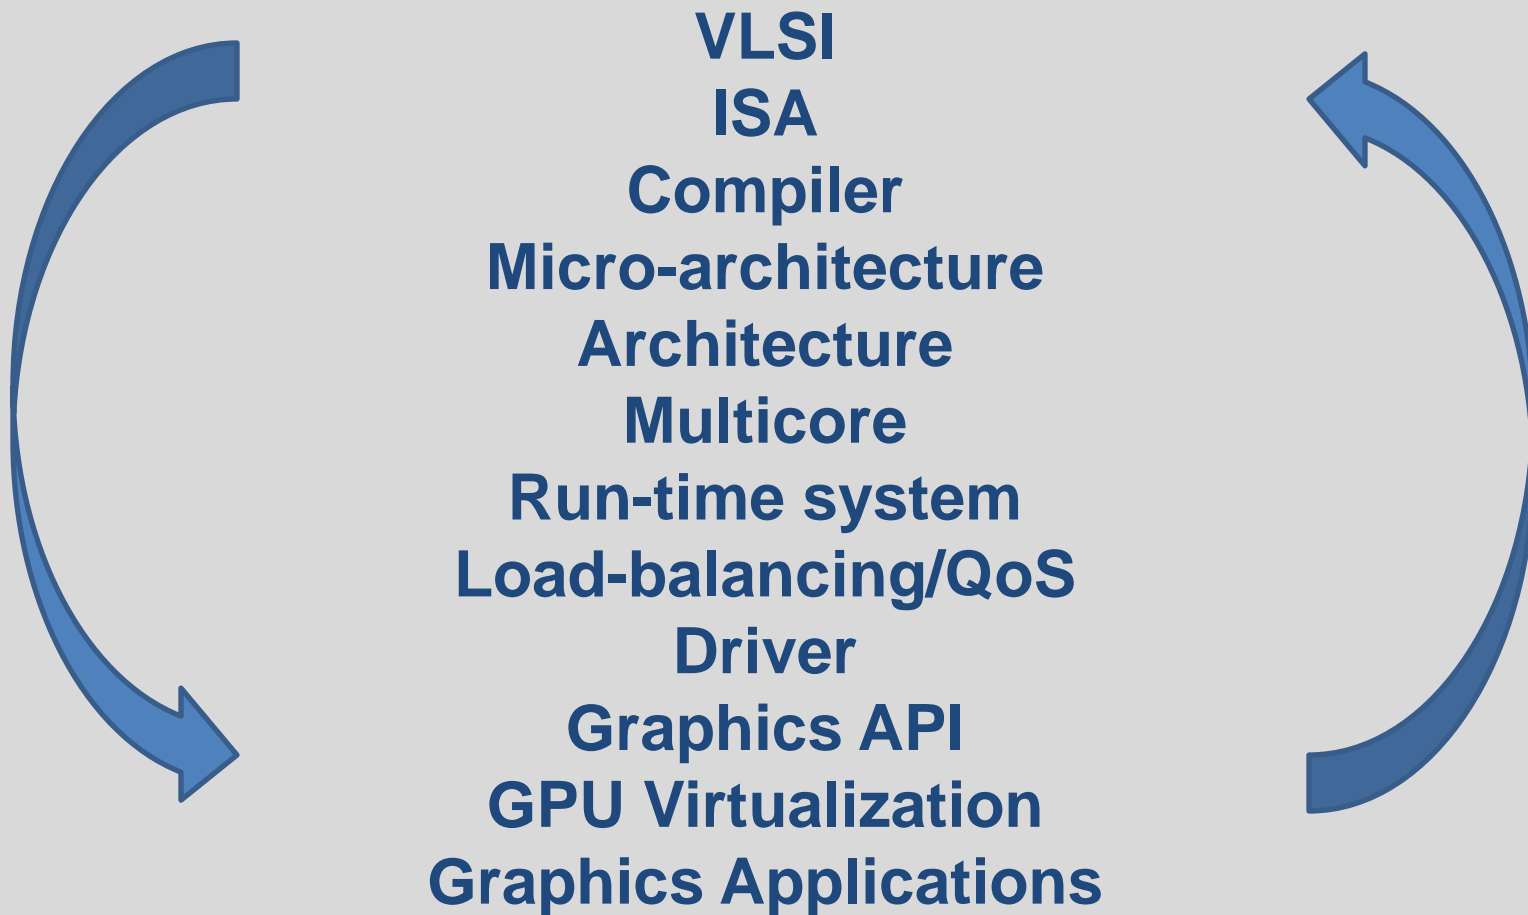 VLSI
ISA
Compiler
Micro-architecture
Architecture
Multicore
Run-time system
Load-balancing/QoS
Driver
Graphics API
GPU Virtualization
Graphics Applications